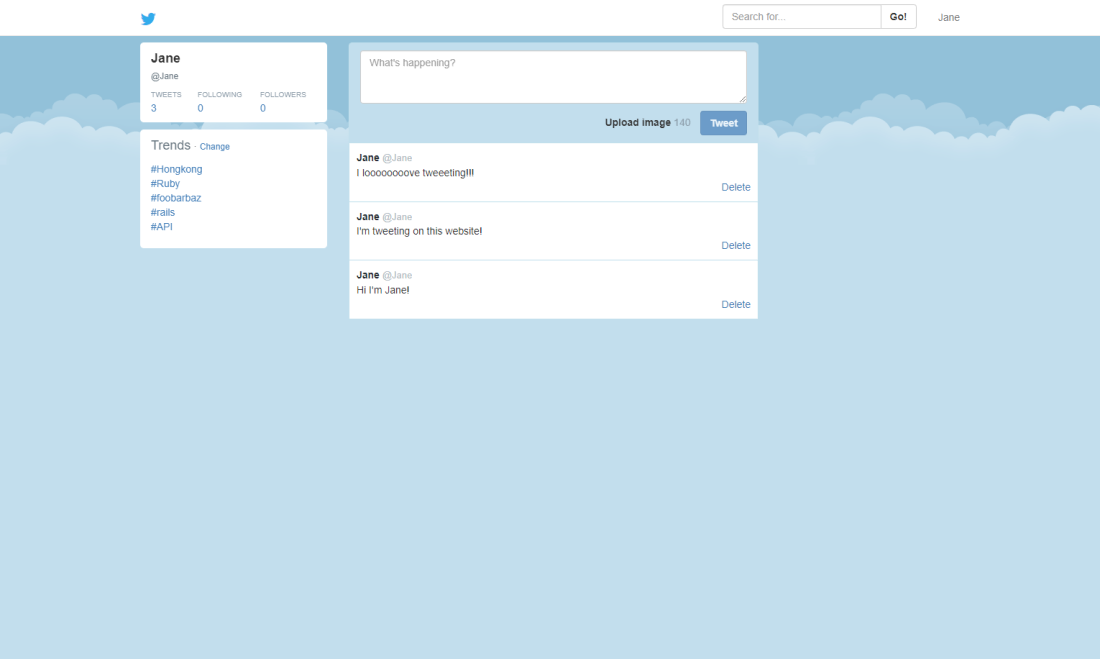 Search for...
Go!
Jane
Jane
@Jane
TWEETS FOLLOWING FOLLOWERS
3 0 0
Trends · Change
#Hongkong
#Ruby
#foobarbaz
#rails
#API
What's happening?
Upload image 140 Tweet
Jane @Jane
I looooooove tweeeting!!!
Delete
Jane @Jane
I'm tweeting on this website!
Delete
Jane @Jane
Hi I'm Jane!
Delete